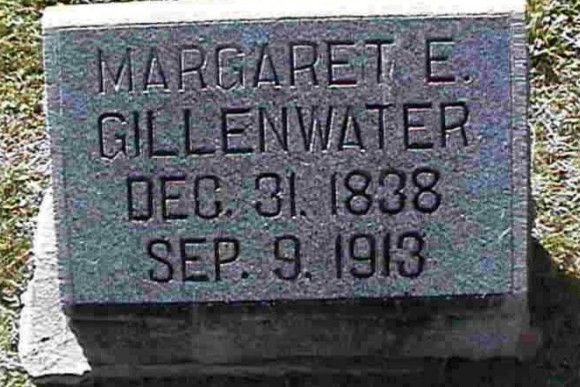 MARGARET E.
GILLENWATER
DEC. 31. 1838
SEP. 9. 1913